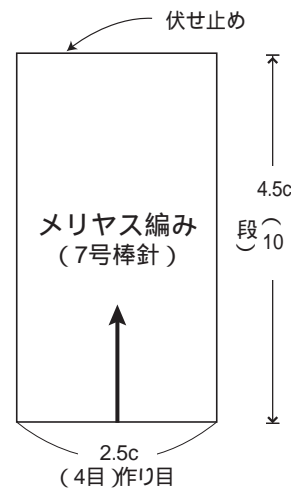 伏せ止め
メリヤス編み
(7号棒針)
4.5c
(10段)
2.5c
(4目)作り目